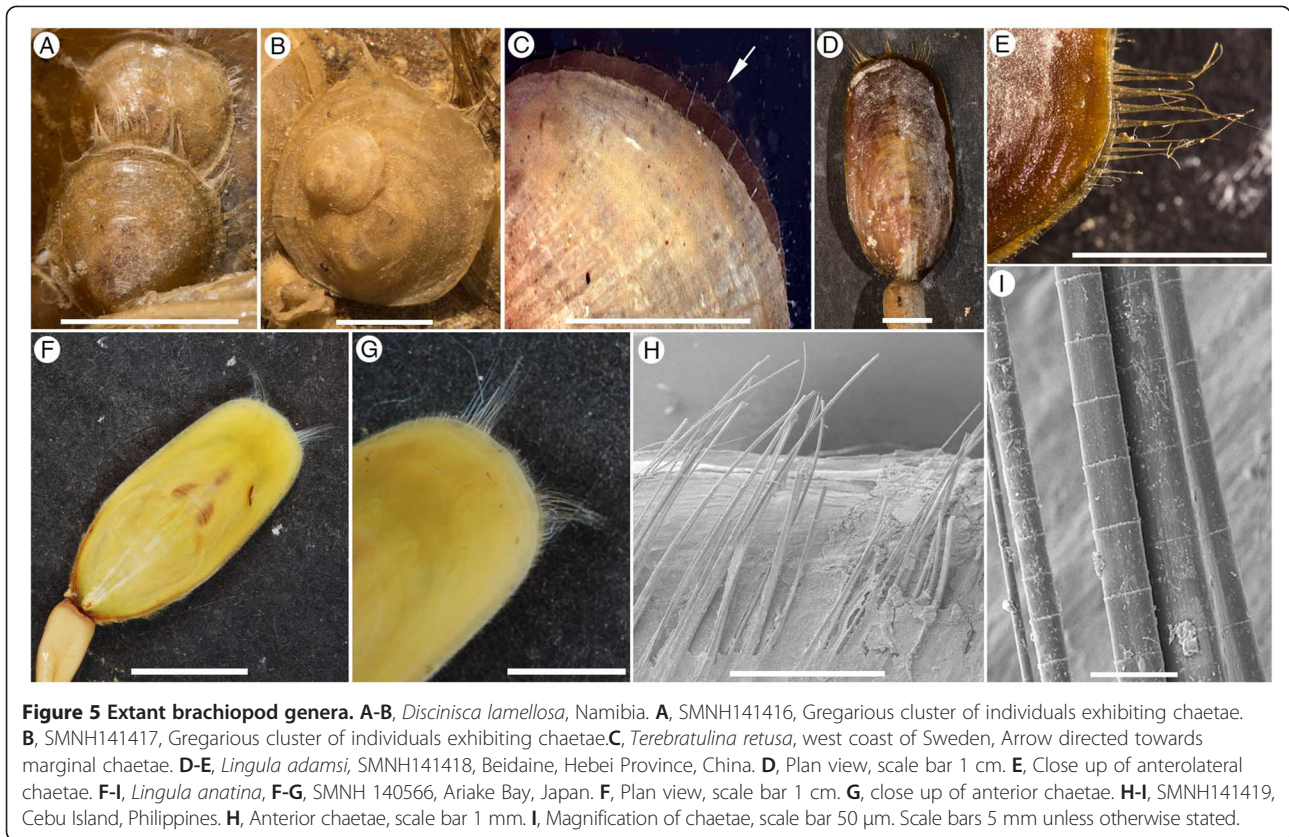 A
B
C
D
E
F
G
H
I
Figure 5 Extant brachiopod genera. A-B, Discinisca lamellosa, Namibia. A, SMNH141416, Gregarious cluster of individuals exhibiting chaetae.
B, SMNH141417, Gregarious cluster of individuals exhibiting chaetae.C, Terebratulina retusa, west coast of Sweden, Arrow directed towards
marginal chaetae. D-E, Lingula adamsi, SMNH141418, Beidaine, Hebei Province, China. D, Plan view, scale bar 1 cm. E, Close up of anterolateral
chaetae. F-I, Lingula anatina, F-G, SMNH 140566, Ariake Bay, Japan. F, Plan view, scale bar 1 cm. G, close up of anterior chaetae. H-I, SMNH141419,
Cebu Island, Philippines. H, Anterior chaetae, scale bar 1 mm. I, Magnification of chaetae, scale bar 50 μm. Scale bars 5 mm unless otherwise stated.